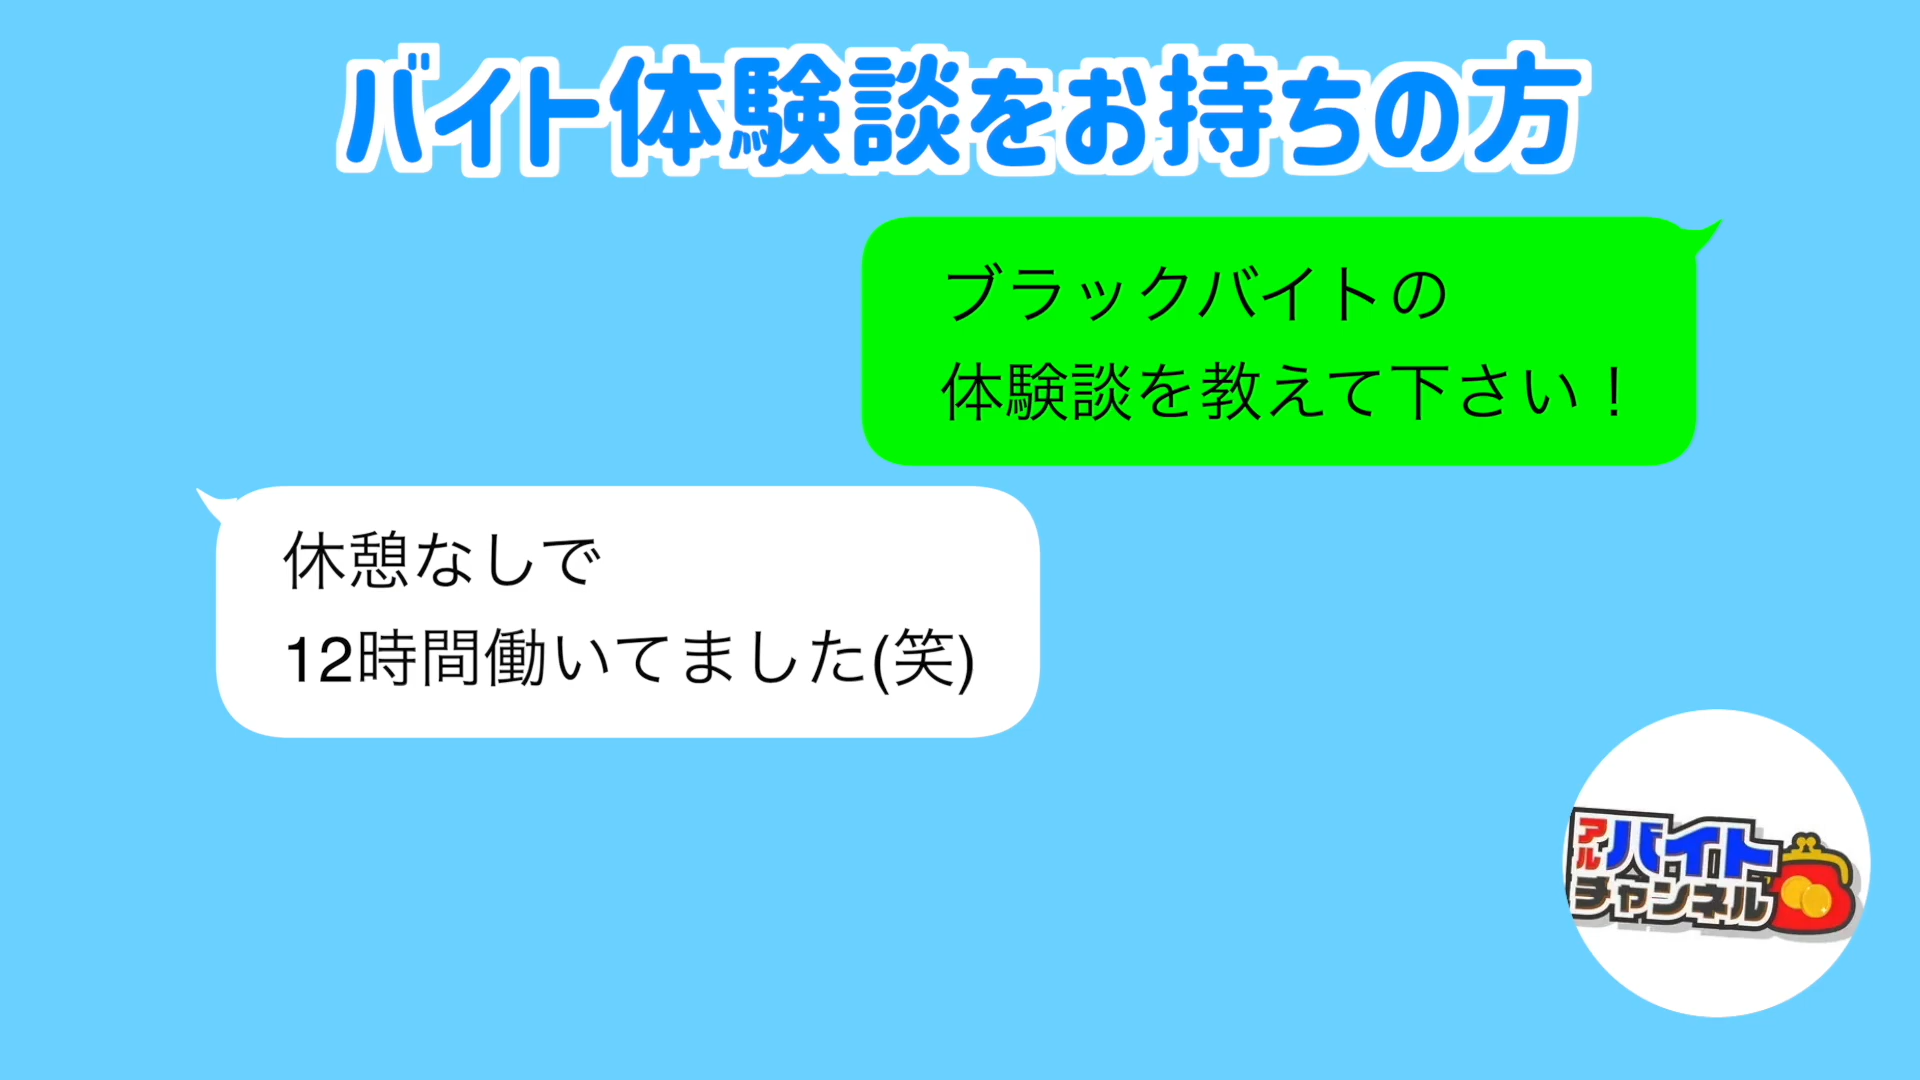 バイト体験談をお持ちの方
ブラックバイトの
体験談を教えて下さい！
休憩なしで
12時間働いてました(笑)
アルバイト
チャンネル